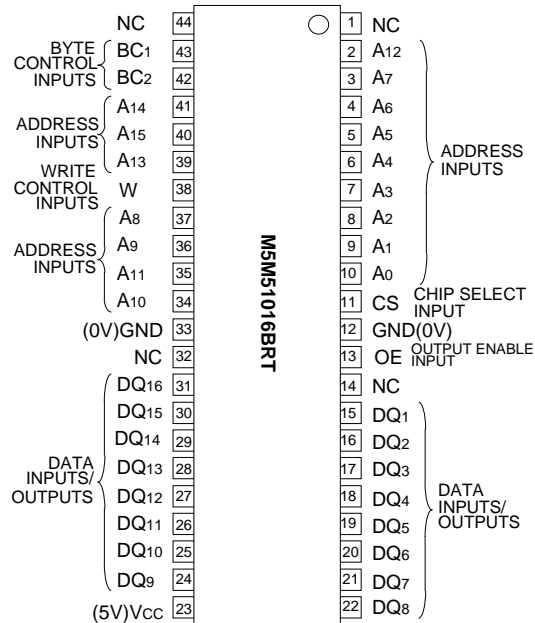 NC 44
BYTE CONTROL INPUTS
BC1 43
BC2 42
ADDRESS INPUTS
A14 41
A15 40
A13 39
WRITE CONTROL INPUTS
W 38
ADDRESS INPUTS
A8 37
A9 36
A11 35
A10 34
(0V)GND 33
NC 32
DATA INPUTS/ OUTPUTS
DQ16 31
DQ15 30
DQ14 29
DQ13 28
DQ12 27
DQ11 26
DQ10 25
DQ9 24
(5V)VCC 23
M5M51016BRT
1 NC
2 A12
3 A7
4 A6
5 A5
6 A4
7 A3
8 A2
9 A1
10 A0
ADDRESS INPUTS
11 CS CHIP SELECT INPUT
12 GND(0V)
13 OE OUTPUT ENABLE INPUT
14 NC
15 DQ1
16 DQ2
17 DQ3
18 DQ4
19 DQ5
20 DQ6
21 DQ7
22 DQ8
DATA INPUTS/ OUTPUTS